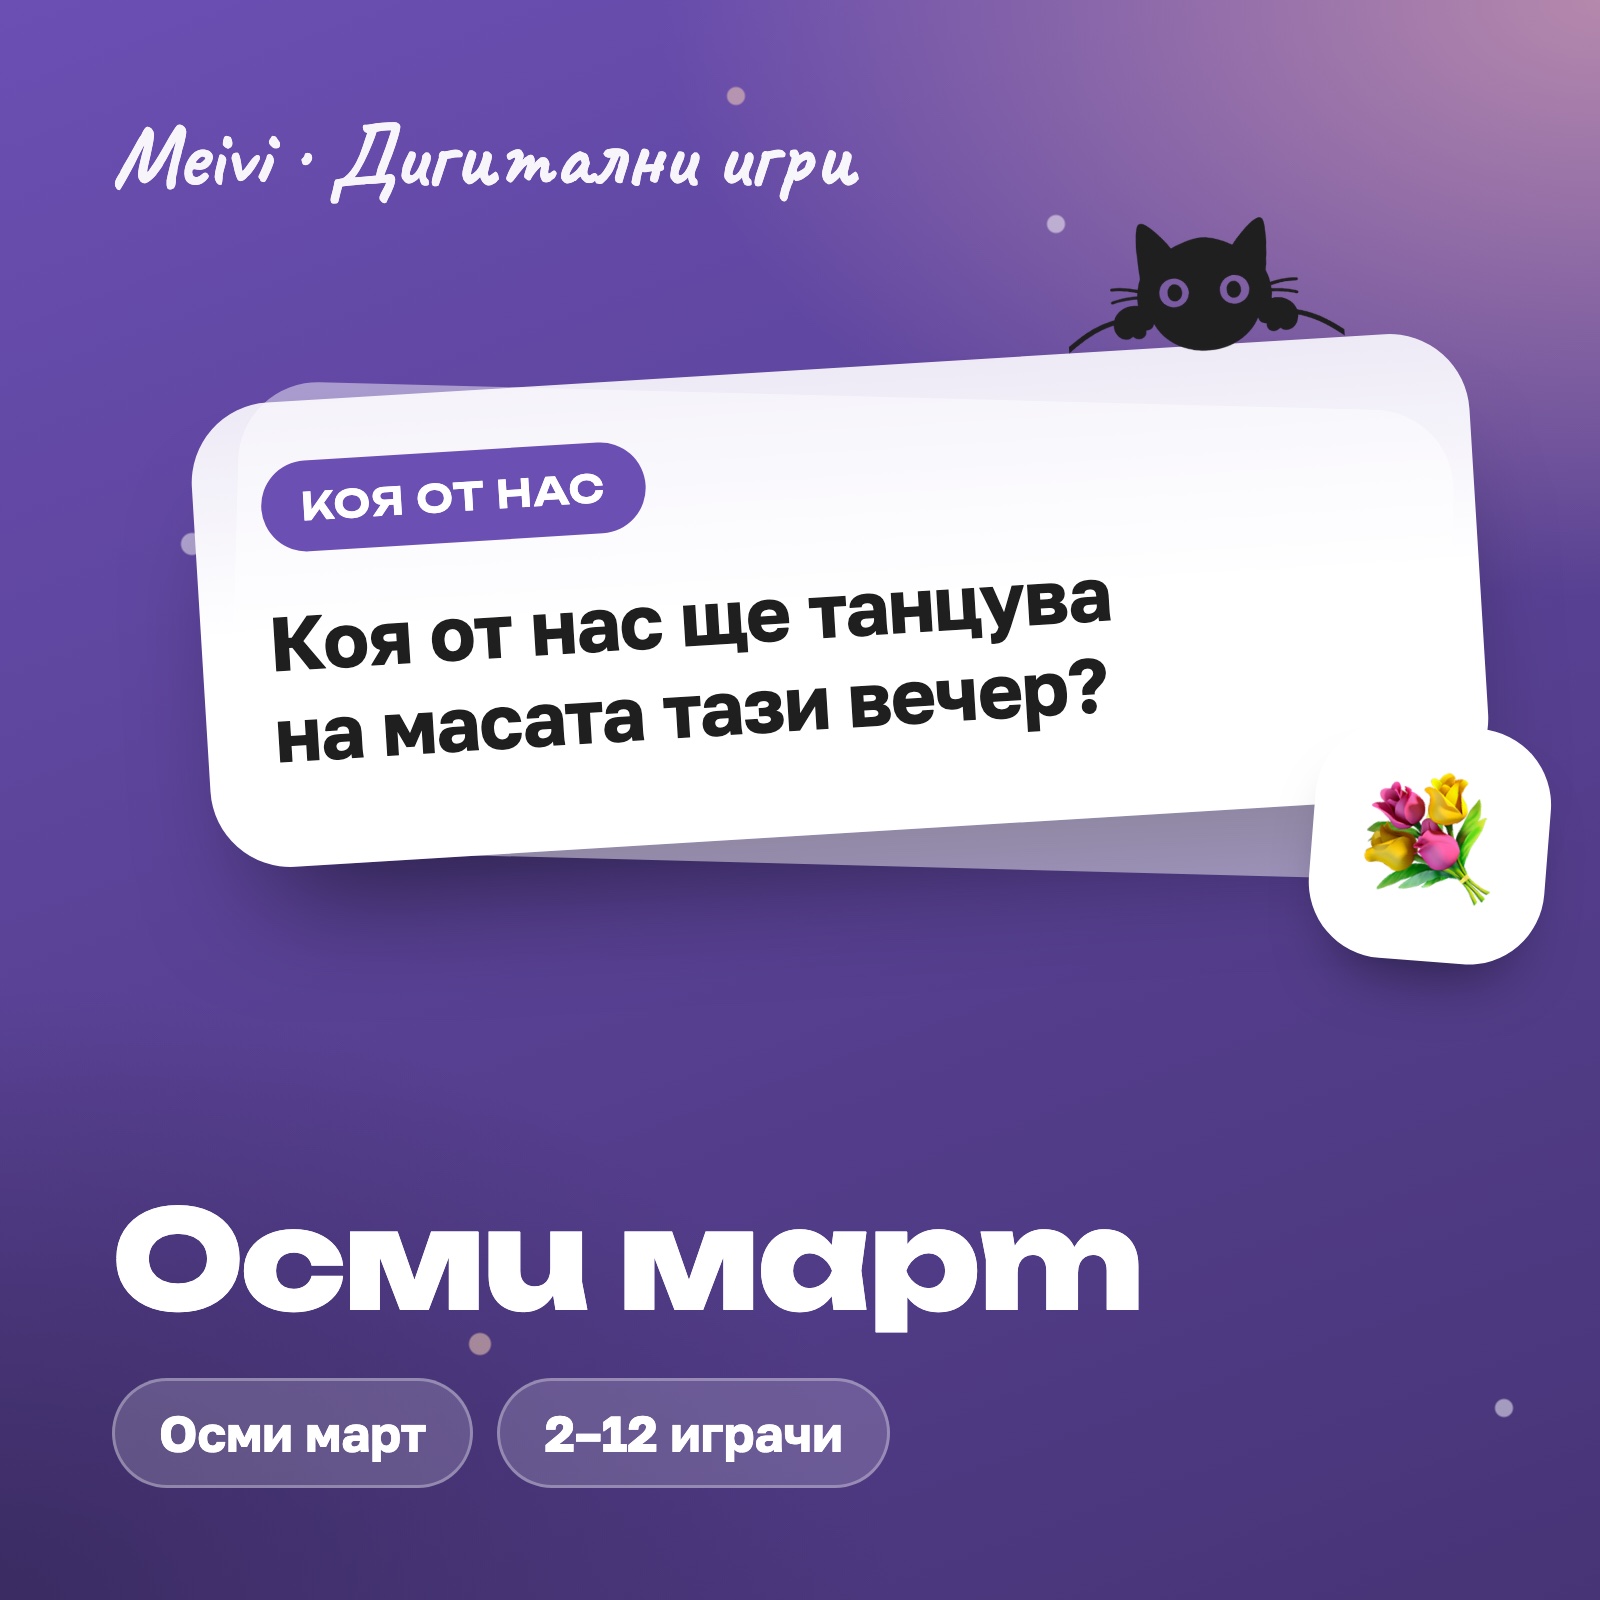 Meivi · Дигитални игри
КОЯ ОТ НАС
Коя от нас ще танцува
на масата тази вечер?
Осми март
Осми март
2–12 играчи